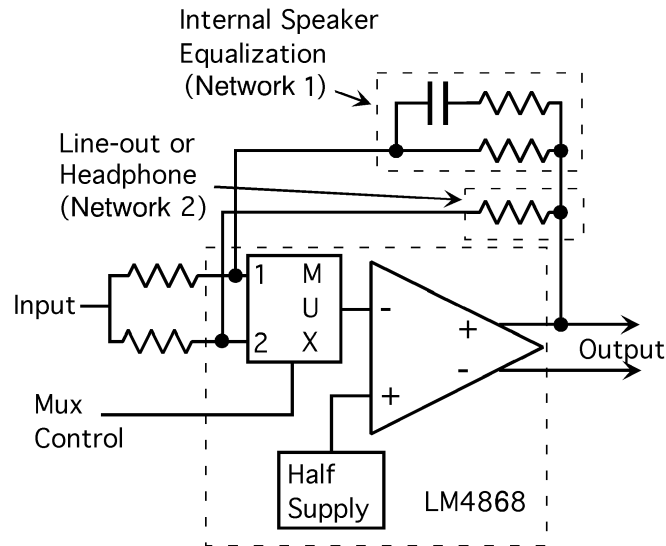 Internal Speaker
Equalization
(Network 1)
Line-out or
Headphone
(Network 2)
Input
1
2
M
U
X
-
+
+
-
Output
Mux
Control
Half
Supply
LM4868